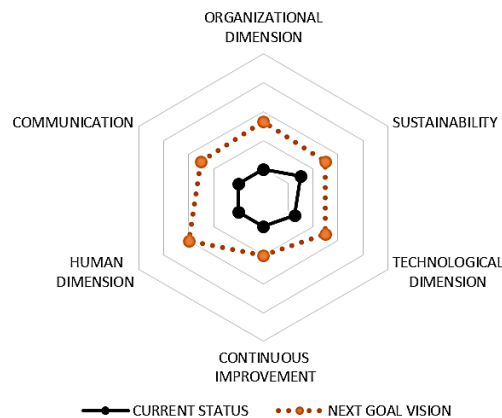 ORGANIZATIONAL
DIMENSION
COMMUNICATION
SUSTAINABILITY
HUMAN
DIMENSION
TECHNOLOGICAL
DIMENSION
CONTINUOUS
IMPROVEMENT
CURRENT STATUS
NEXT GOAL VISION